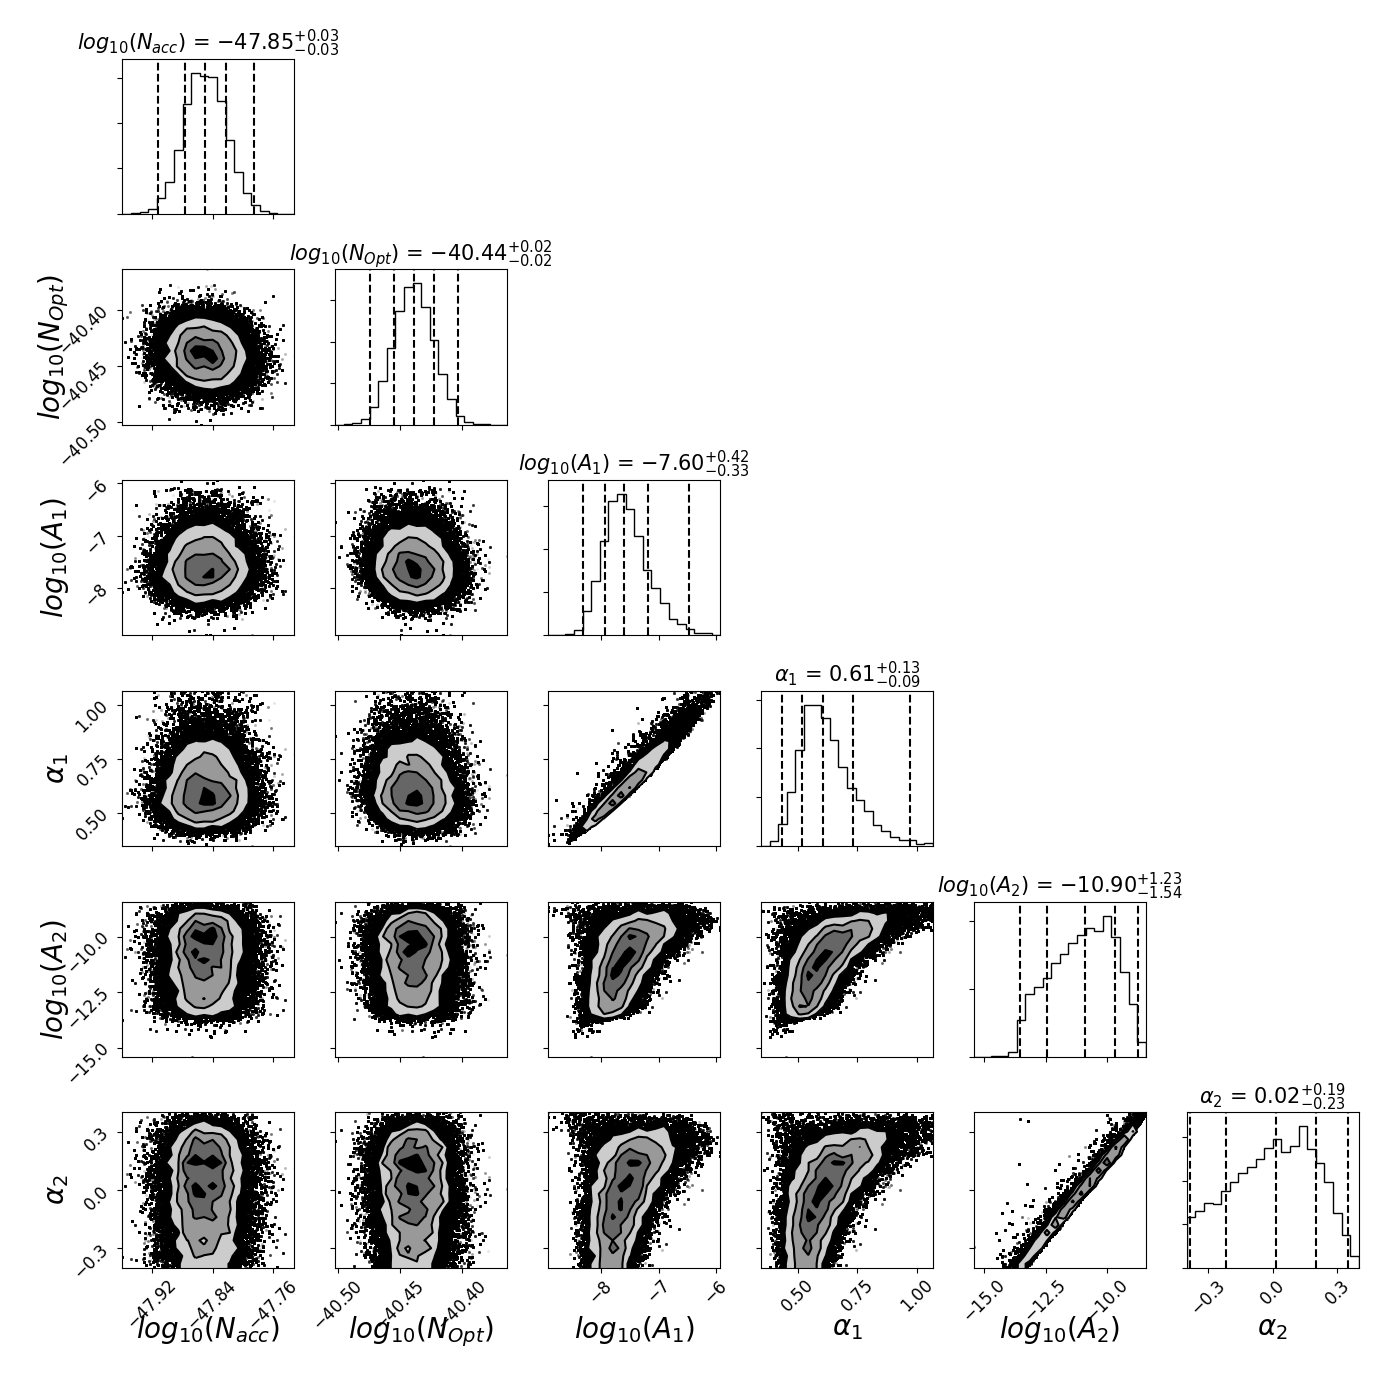 log₁₀(N_acc) = −47.85 +0.03 −0.03
log₁₀(N_Opt) = −40.44 +0.02 −0.02
log₁₀(N_Opt)
−40.40
−40.45
−40.50
log₁₀(A₁) = −7.60 +0.42 −0.33
log₁₀(A₁)
−6
−7
−8
α₁ = 0.61 +0.13 −0.09
α₁
1.00
0.75
0.50
log₁₀(A₂) = −10.90 +1.23 −1.54
log₁₀(A₂)
−10.0
−12.5
−15.0
α₂ = 0.02 +0.19 −0.23
α₂
0.3
0.0
−0.3
−47.92 −47.84 −47.76 −40.50 −40.45 −40.40 −8 −7 −6 0.50 0.75 1.00 −15.0 −12.5 −10.0 −0.3 0.0 0.3
log₁₀(N_acc) log₁₀(N_Opt) log₁₀(A₁) α₁ log₁₀(A₂) α₂